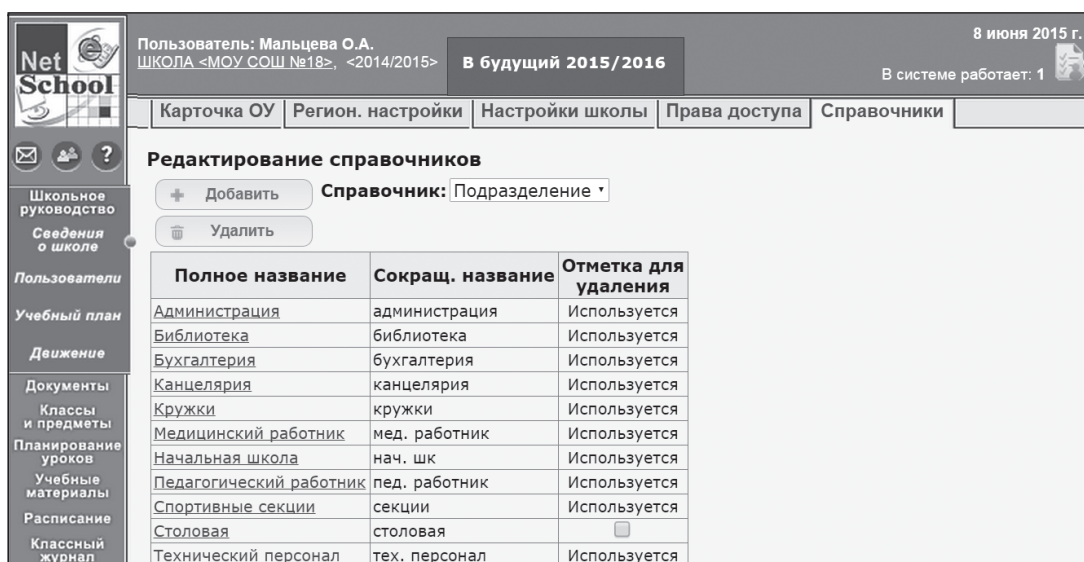 Net
School
Пользователь: Мальцева О.А.
ШКОЛА <МОУ СОШ №18>, <2014/2015>
В будущий 2015/2016
8 июня 2015 г.
В системе работает: 1
Карточка ОУ Регион. настройки Настройки школы Права доступа Справочники
?
Школьное
руководство
Сведения
о школе
Пользователи
Учебный план
Движение
Документы
Классы
и предметы
Планирование
уроков
Учебные
материалы
Расписание
Классный
журнал
Редактирование справочников
Добавить Справочник: Подразделение
Удалить
Полное название Сокращ. название Отметка для
удаления
Администрация администрация Используется
Библиотека библиотека Используется
Бухгалтерия бухгалтерия Используется
Канцелярия канцелярия Используется
Кружки кружки Используется
Медицинский работник мед. работник Используется
Начальная школа нач. шк Используется
Педагогический работник пед. работник Используется
Спортивные секции секции Используется
Столовая столовая
Технический персонал тех. персонал Используется